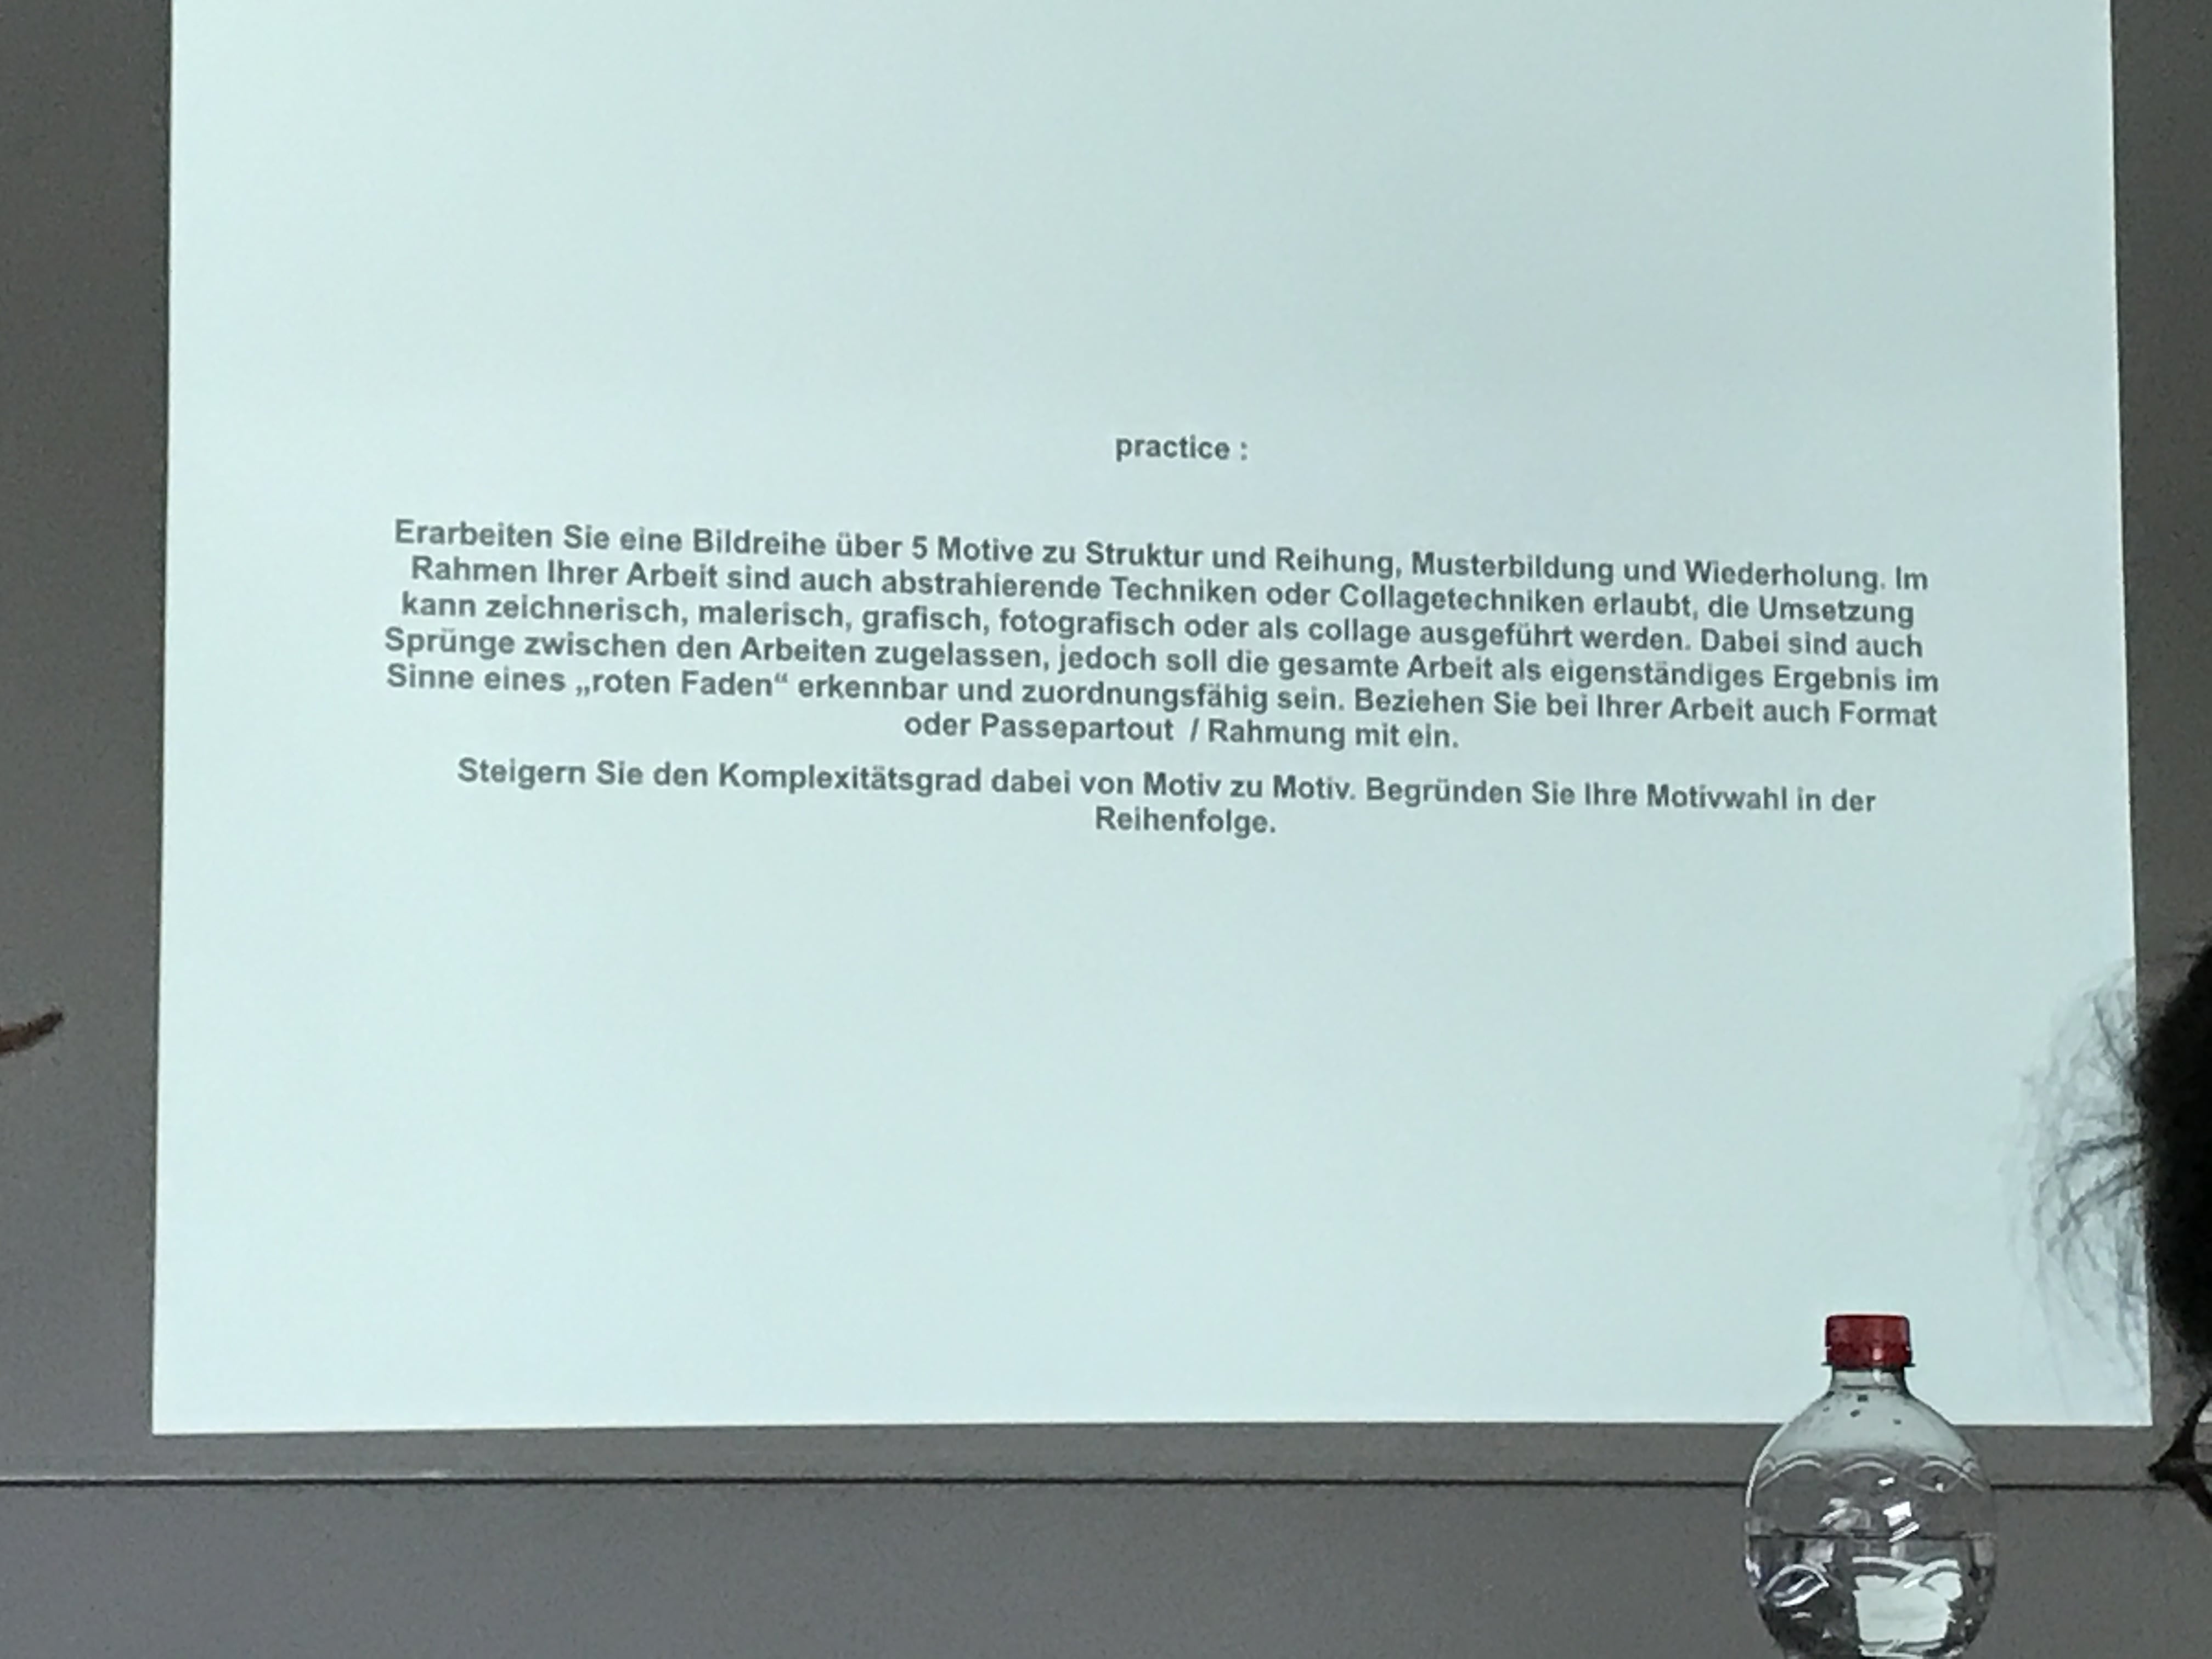 practice :
Erarbeiten Sie eine Bildreihe über 5 Motive zu Struktur und Reihung, Musterbildung und Wiederholung. Im
Rahmen Ihrer Arbeit sind auch abstrahierende Techniken oder Collagetechniken erlaubt, die Umsetzung
kann zeichnerisch, malerisch, grafisch, fotografisch oder als collage ausgeführt werden. Dabei sind auch
Sprünge zwischen den Arbeiten zugelassen, jedoch soll die gesamte Arbeit als eigenständiges Ergebnis im
Sinne eines „roten Faden“ erkennbar und zuordnungsfähig sein. Beziehen Sie bei Ihrer Arbeit auch Format
oder Passepartout / Rahmung mit ein.
Steigern Sie den Komplexitätsgrad dabei von Motiv zu Motiv. Begründen Sie Ihre Motivwahl in der
Reihenfolge.